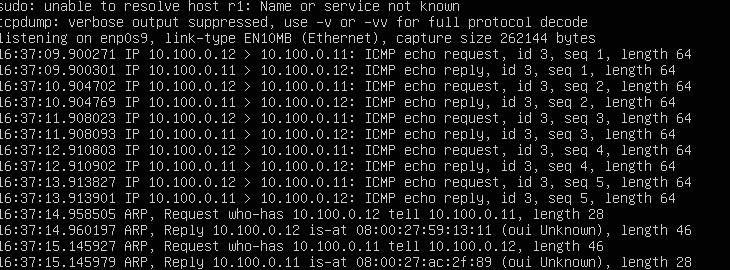 sudo: unable to resolve host r1: Name or service not known
tcpdump: verbose output suppressed, use -v or -vv for full protocol decode
listening on enp0s9, link-type EN10MB (Ethernet), capture size 262144 bytes
16:37:09.900271 IP 10.100.0.12 > 10.100.0.11: ICMP echo request, id 3, seq 1, length 64
16:37:09.900301 IP 10.100.0.11 > 10.100.0.12: ICMP echo reply, id 3, seq 1, length 64
16:37:10.904702 IP 10.100.0.12 > 10.100.0.11: ICMP echo request, id 3, seq 2, length 64
16:37:10.904769 IP 10.100.0.11 > 10.100.0.12: ICMP echo reply, id 3, seq 2, length 64
16:37:11.908023 IP 10.100.0.12 > 10.100.0.11: ICMP echo request, id 3, seq 3, length 64
16:37:11.908093 IP 10.100.0.11 > 10.100.0.12: ICMP echo reply, id 3, seq 3, length 64
16:37:12.910803 IP 10.100.0.12 > 10.100.0.11: ICMP echo request, id 3, seq 4, length 64
16:37:12.910902 IP 10.100.0.11 > 10.100.0.12: ICMP echo reply, id 3, seq 4, length 64
16:37:13.913827 IP 10.100.0.12 > 10.100.0.11: ICMP echo request, id 3, seq 5, length 64
16:37:13.913901 IP 10.100.0.11 > 10.100.0.12: ICMP echo reply, id 3, seq 5, length 64
16:37:14.958505 ARP, Request who-has 10.100.0.12 tell 10.100.0.11, length 28
16:37:14.960197 ARP, Reply 10.100.0.12 is-at 08:00:27:59:13:11 (oui Unknown), length 46
16:37:15.145927 ARP, Request who-has 10.100.0.11 tell 10.100.0.12, length 46
16:37:15.145979 ARP, Reply 10.100.0.11 is-at 08:00:27:ac:2f:89 (oui Unknown), length 28